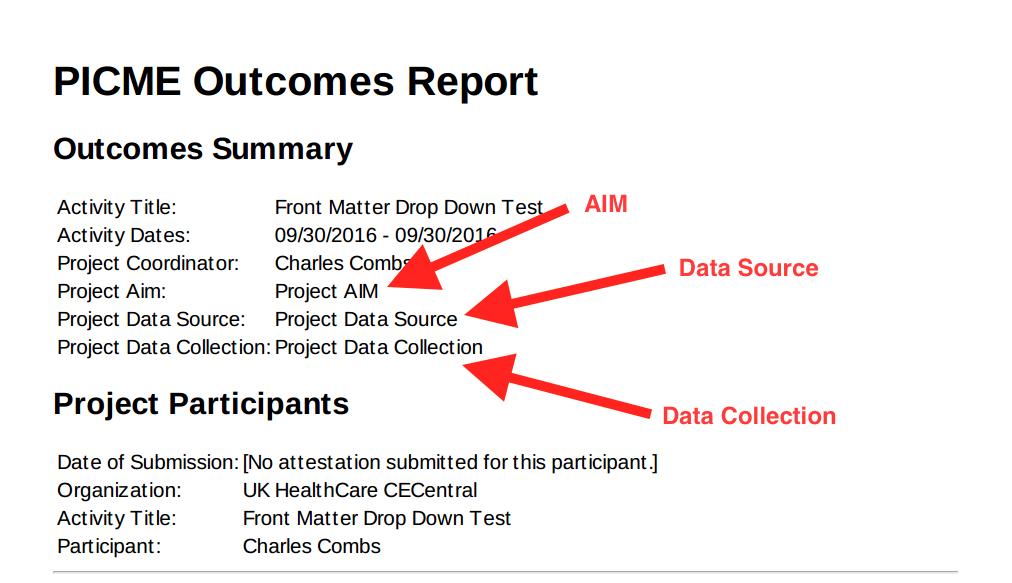 PICME Outcomes Report
Outcomes Summary
Activity Title: Front Matter Drop Down Test
AIM
Activity Dates: 09/30/2016 - 09/30/2016
Project Coordinator: Charles Combs
Data Source
Project Aim: Project AIM
Project Data Source: Project Data Source
Project Data Collection: Project Data Collection
Project Participants
Data Collection
Date of Submission: [No attestation submitted for this participant.]
Organization: UK HealthCare CECentral
Activity Title: Front Matter Drop Down Test
Participant: Charles Combs